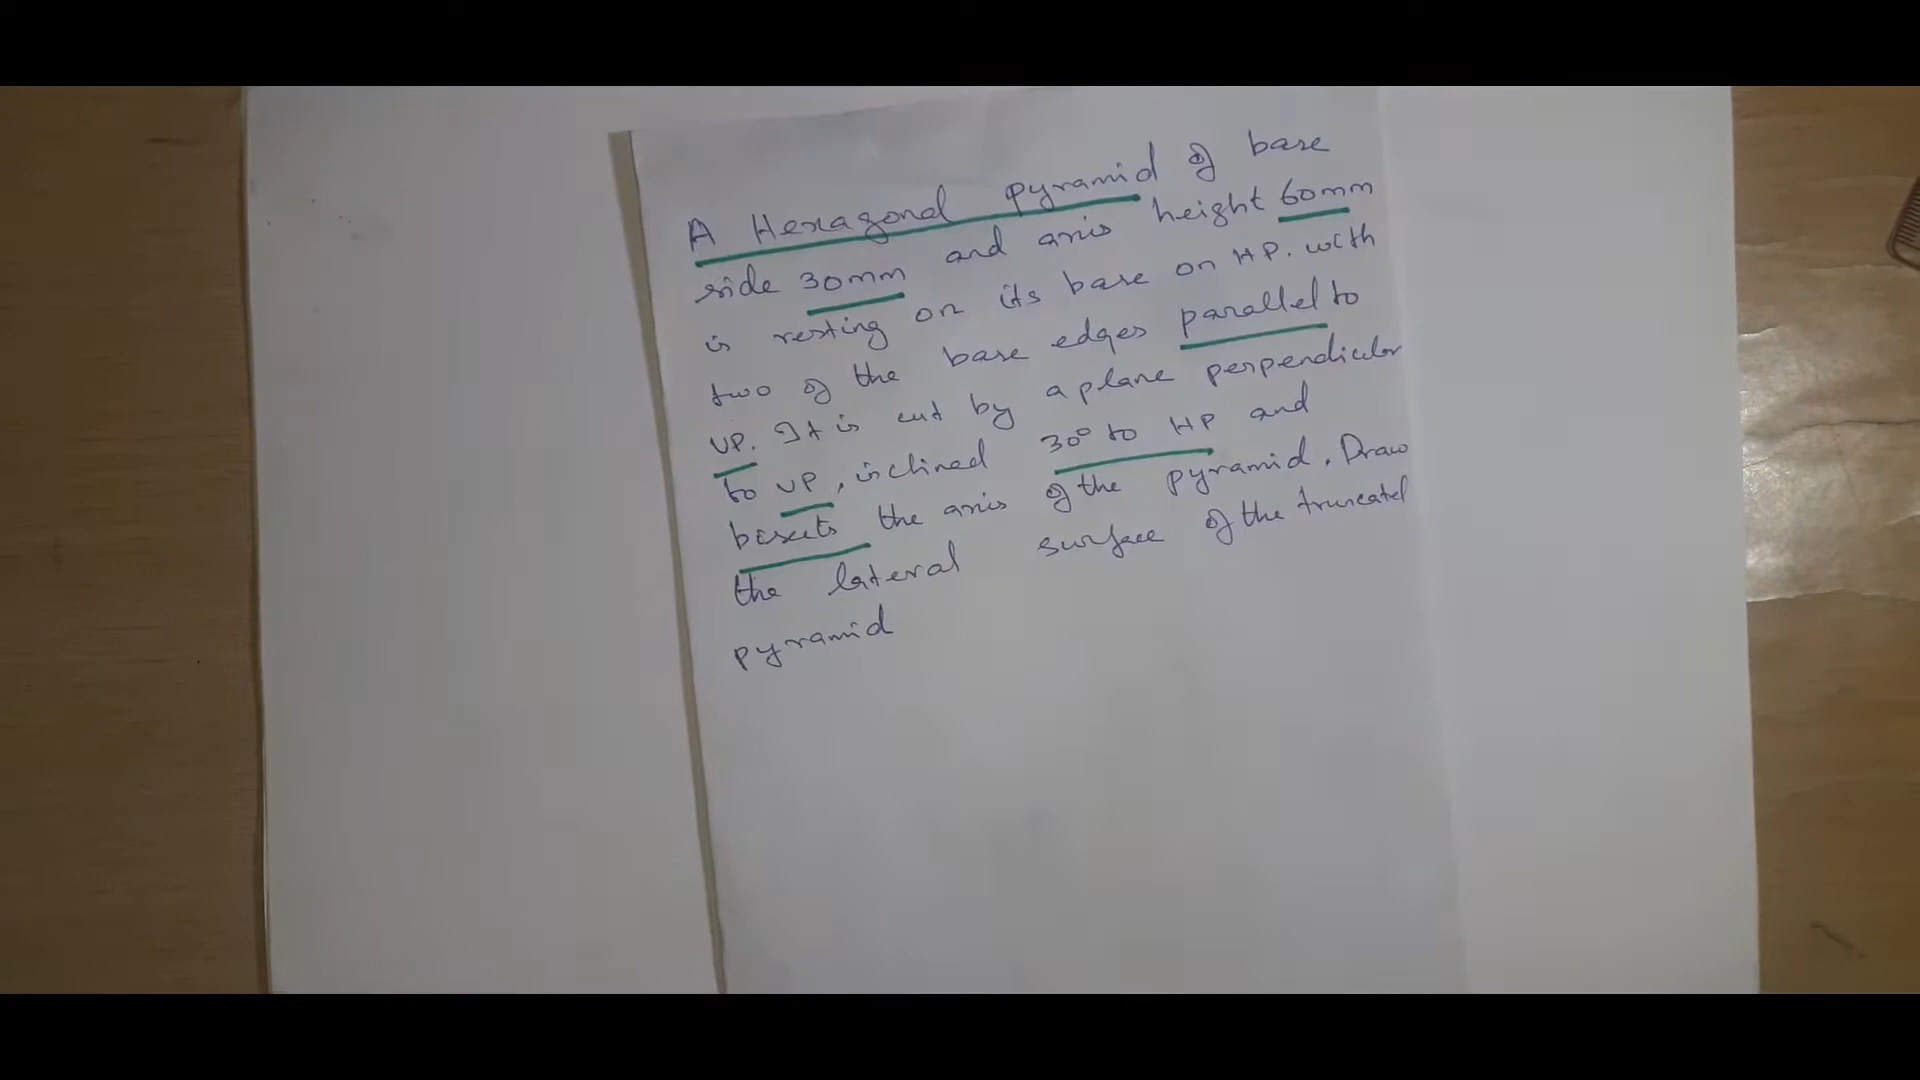 A Hexagonal pyramid of base
side 30mm and axis height 60mm
is resting on its base on HP. with
two of the base edges parallel to
VP. It is cut by a plane perpendicular
to VP, inclined 30° to HP and
bisects the axis of the pyramid. Draw
the lateral surface of the truncated
pyramid